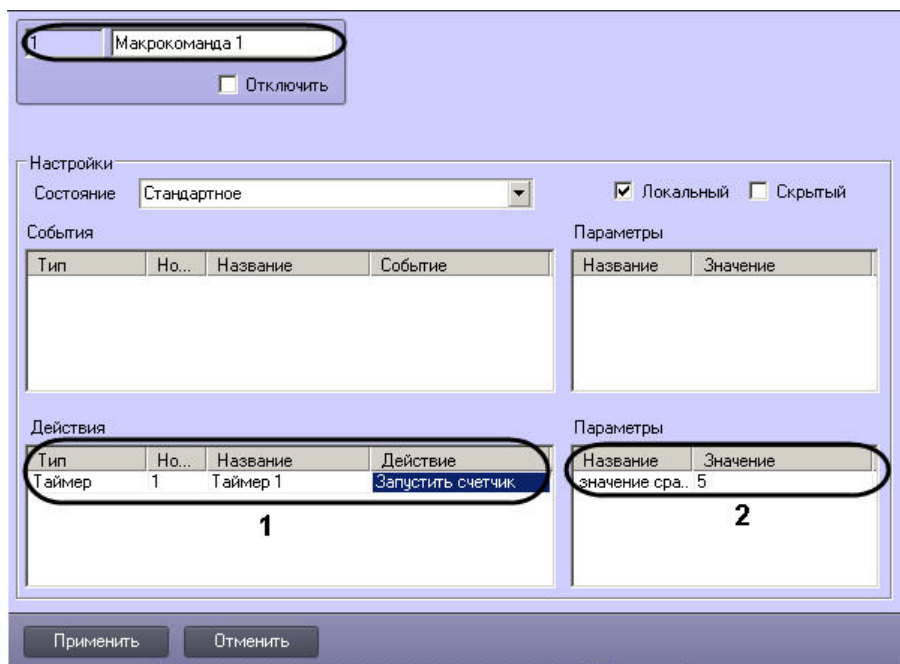 1 Макрокоманда 1
Отключить
Настройки
Состояние Стандартное Локальный Скрытый
События Параметры
Тип Но... Название Событие Название Значение
Действия Параметры
Тип Но... Название Действие Название Значение
Таймер 1 Таймер 1 Запустить счетчик значение сра.. 5
1 2
Применить Отменить